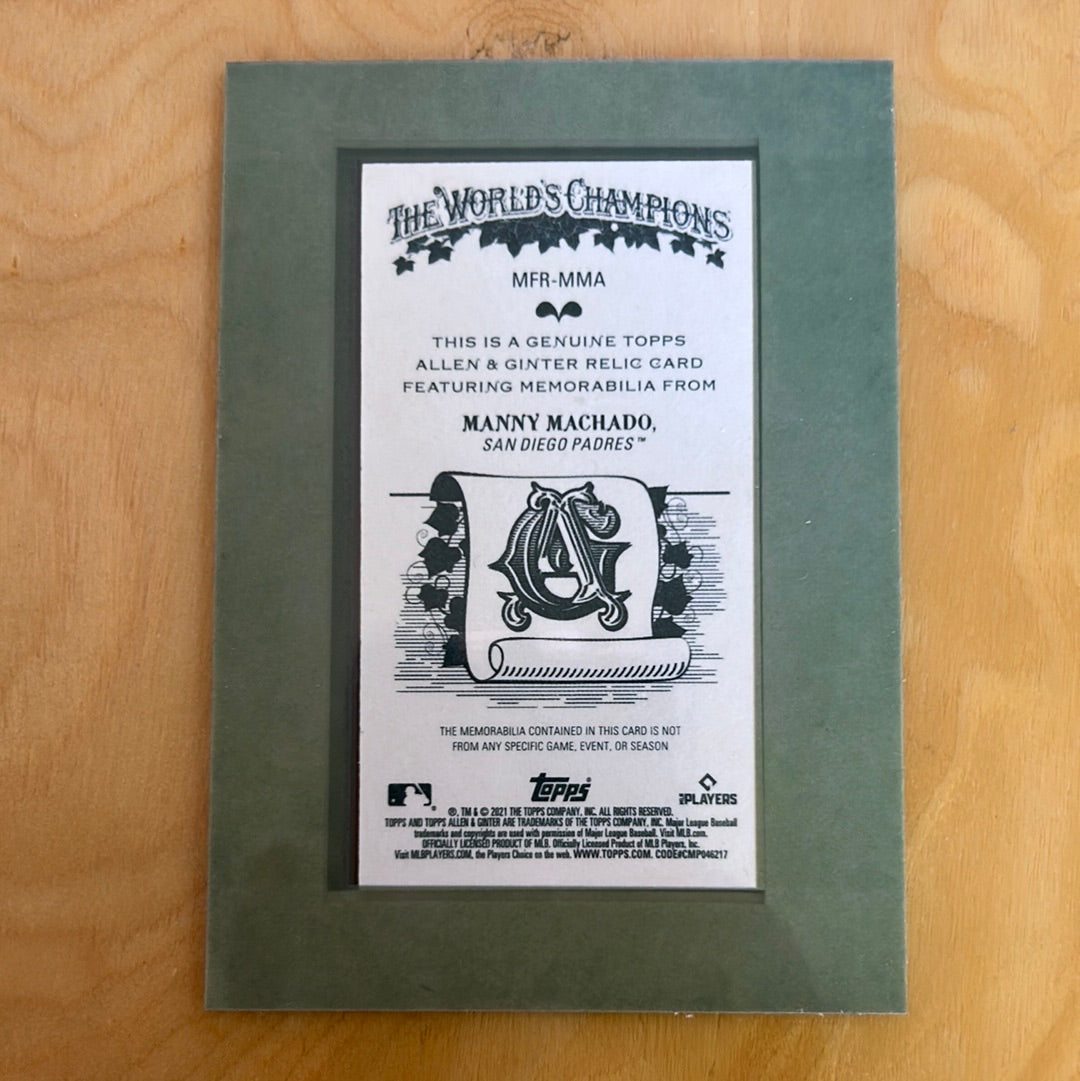 THE WORLD'S CHAMPIONS
MFR-MMA
THIS IS A GENUINE TOPPS
ALLEN & GINTER RELIC CARD
FEATURING MEMORABILIA FROM
MANNY MACHADO,
SAN DIEGO PADRES™
AG
THE MEMORABILIA CONTAINED IN THIS CARD IS NOT
FROM ANY SPECIFIC GAME, EVENT, OR SEASON
Topps®
MLBPLAYERS
®, TM & © 2021 THE TOPPS COMPANY, INC. ALL RIGHTS RESERVED.
TOPPS AND TOPPS ALLEN & GINTER ARE TRADEMARKS OF THE TOPPS COMPANY, INC. Major League Baseball
trademarks and copyrights are used with permission of Major League Baseball. Visit MLB.com.
OFFICIALLY LICENSED PRODUCT OF MLB. Officially Licensed Product of MLB Players, Inc.
Visit MLBPLAYERS.COM, the Players Choice on the web. WWW.TOPPS.COM. CODE#CMP046217